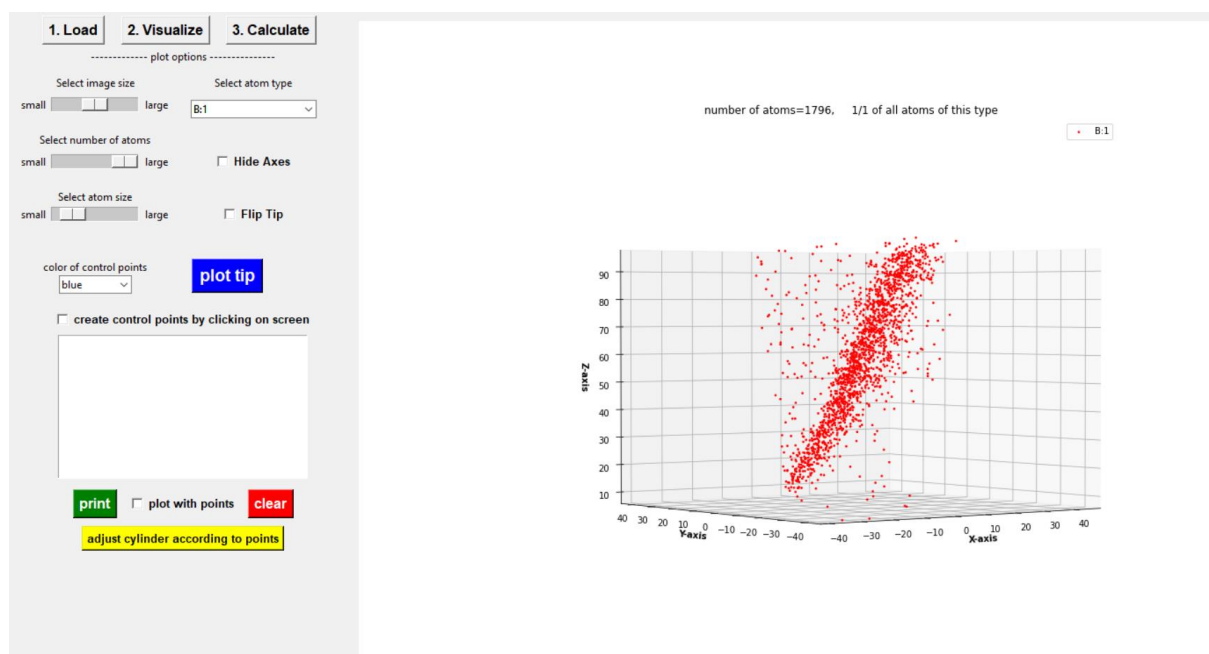 1. Load 2. Visualize 3. Calculate
------------- plot options ---------------
Select image size
small large
Select atom type
B:1
Select number of atoms
small large
Hide Axes
Select atom size
small large
Flip Tip
color of control points
blue
plot tip
create control points by clicking on screen
print plot with points clear
adjust cylinder according to points
number of atoms=1796, 1/1 of all atoms of this type
B:1
Z-axis
90
80
70
60
50
40
30
20
10
40 30 20 10 0 −10 −20 −30 −40
Y-axis
−40 −30 −20 −10 0 10 20 30 40
X-axis